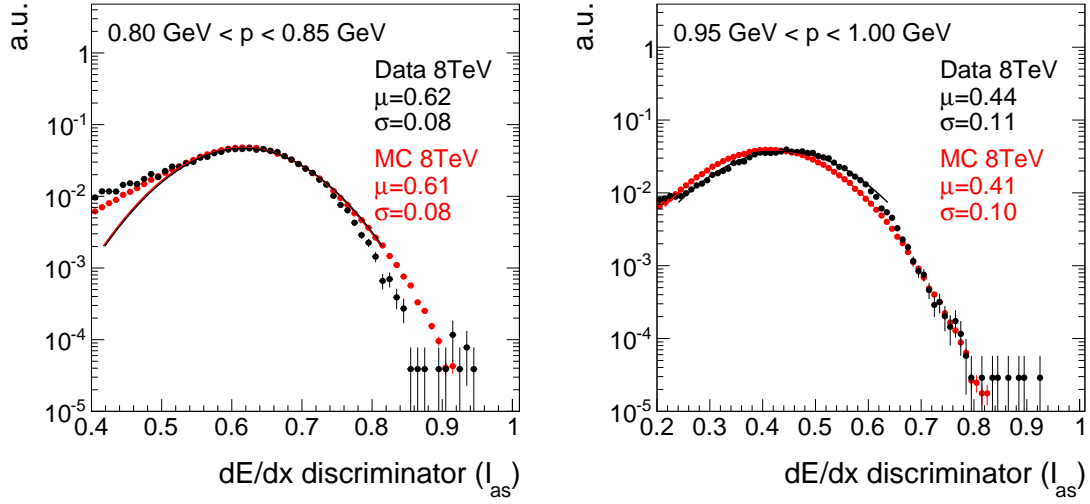 a.u.
0.80 GeV < p < 0.85 GeV
Data 8TeV
μ=0.62
σ=0.08
MC 8TeV
μ=0.61
σ=0.08
1
10⁻¹
10⁻²
10⁻³
10⁻⁴
10⁻⁵
0.4 0.5 0.6 0.7 0.8 0.9 1
dE/dx discriminator (I_as)
a.u.
0.95 GeV < p < 1.00 GeV
Data 8TeV
μ=0.44
σ=0.11
MC 8TeV
μ=0.41
σ=0.10
1
10⁻¹
10⁻²
10⁻³
10⁻⁴
10⁻⁵
0.2 0.3 0.4 0.5 0.6 0.7 0.8 0.9 1
dE/dx discriminator (I_as)